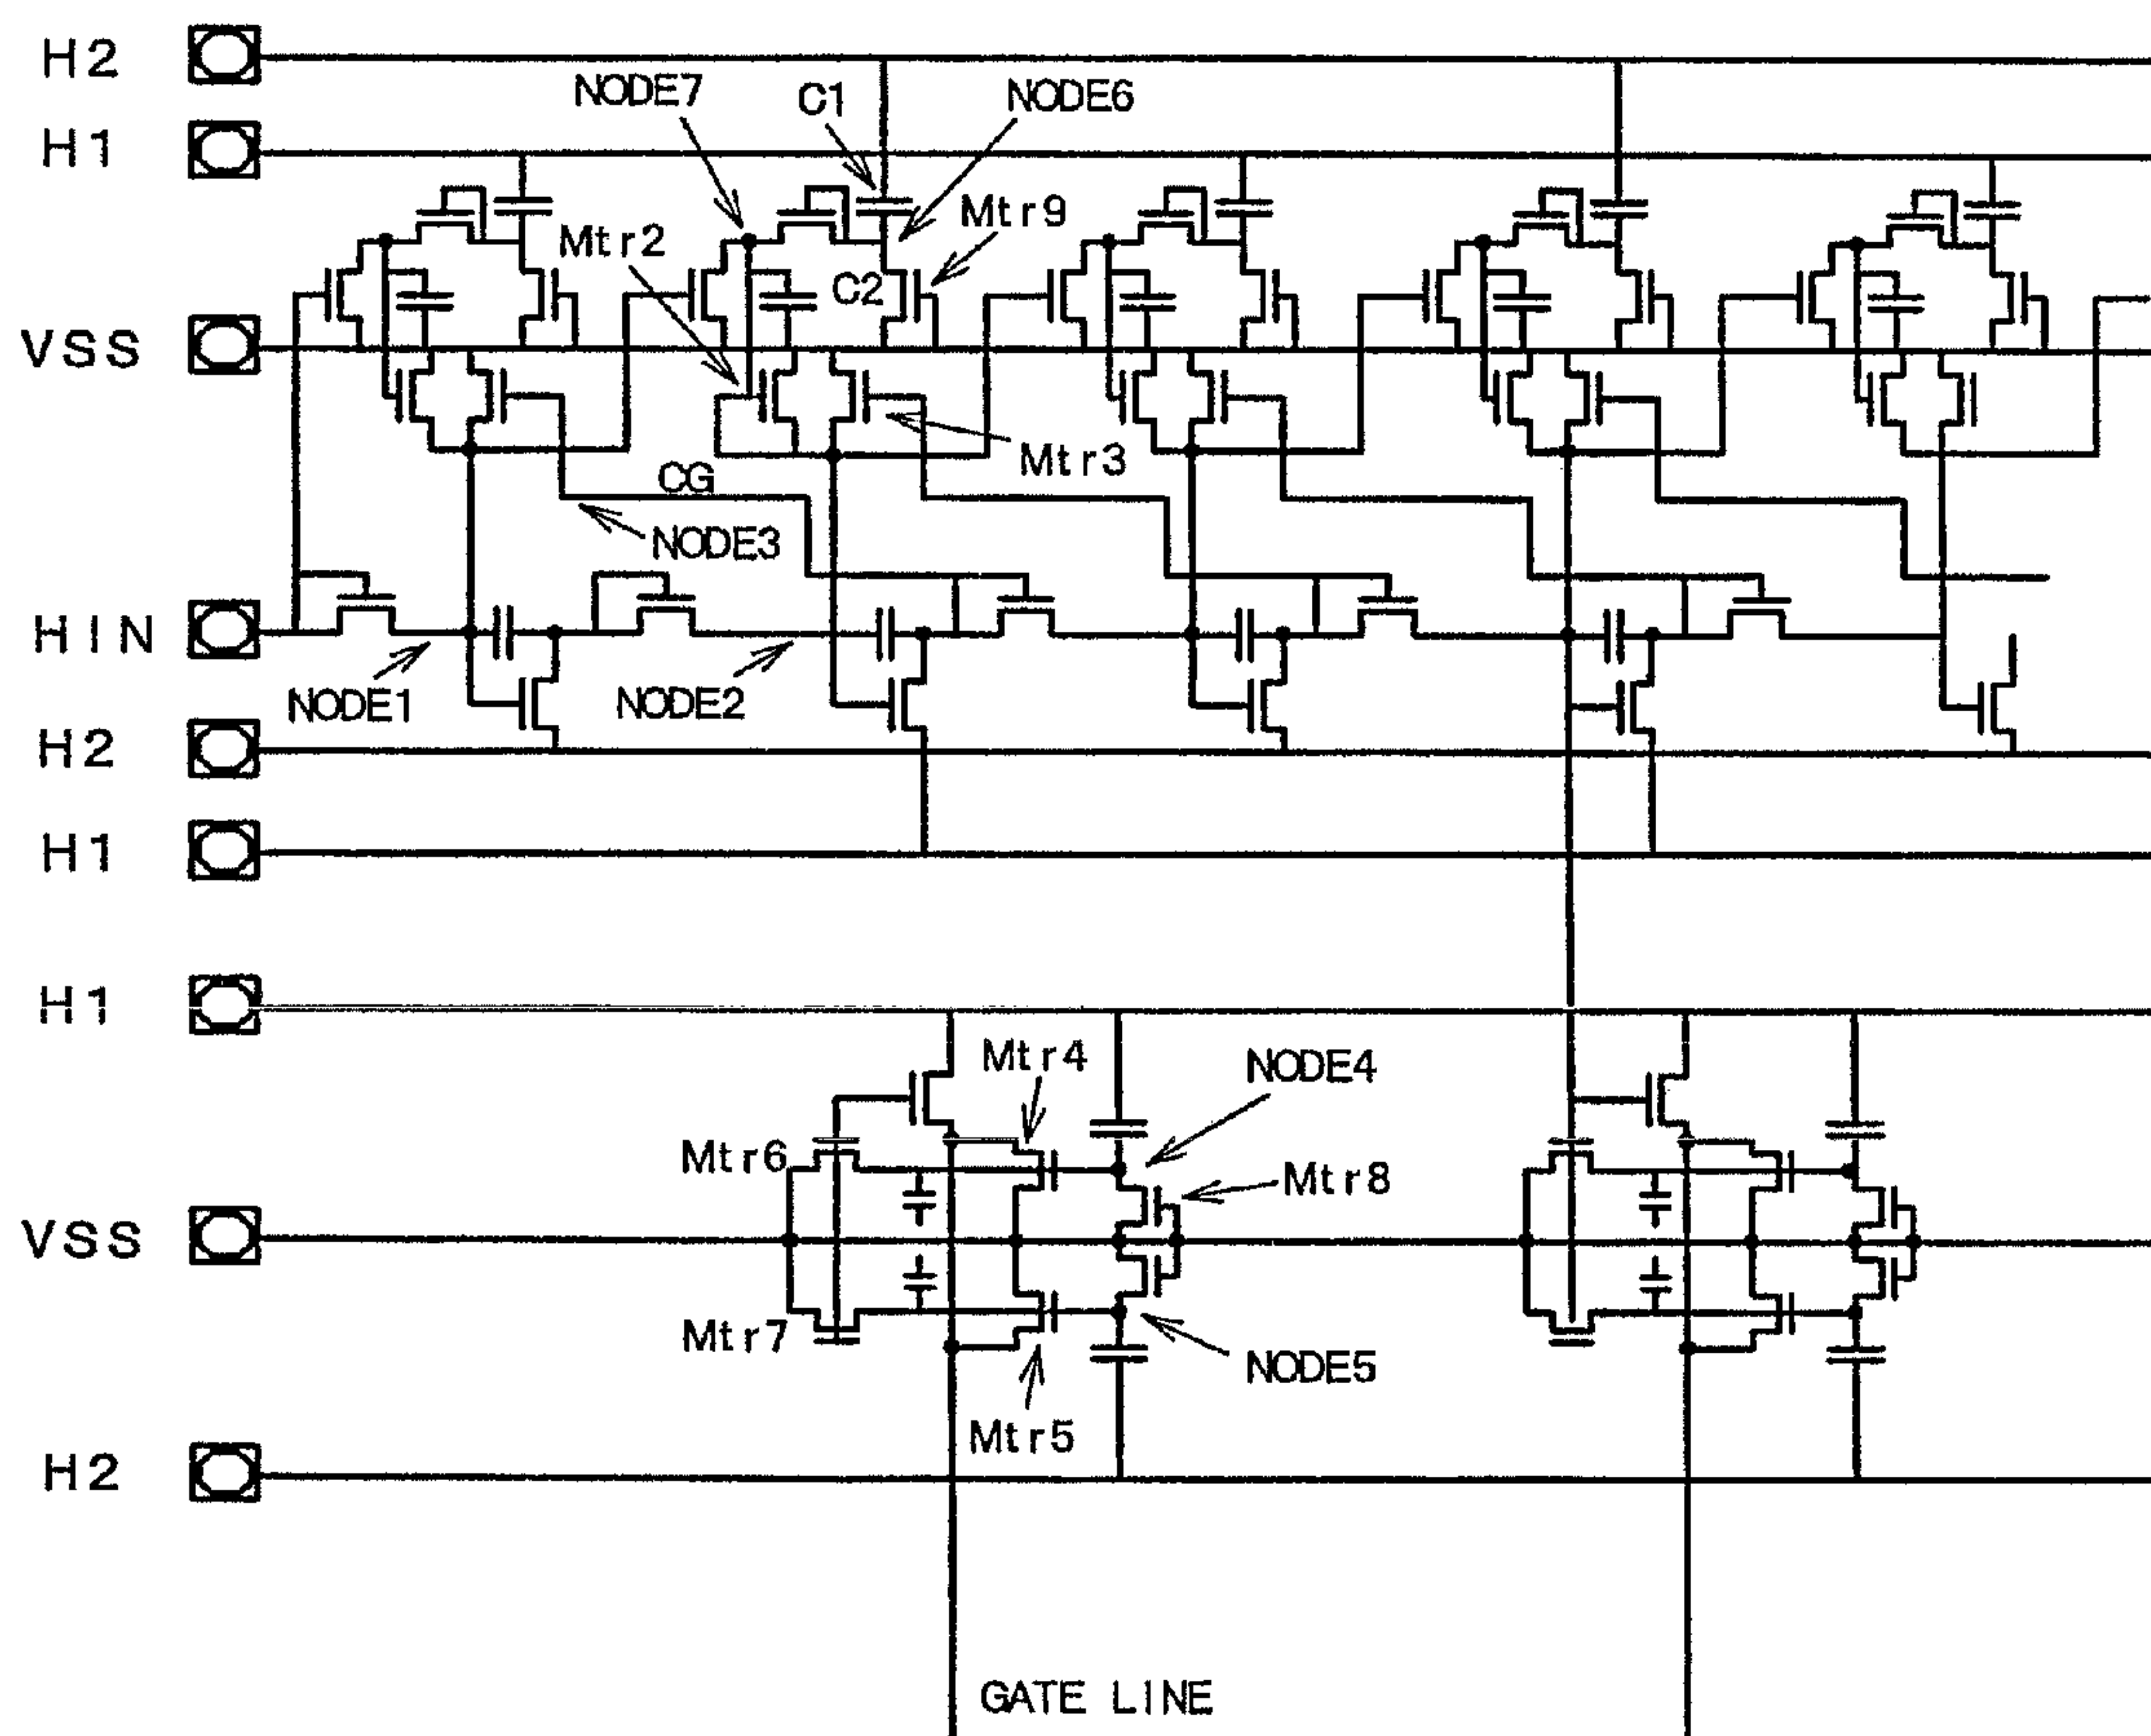 H2
NODE7 C1 NODE6
H1
Mtr2 Mtr9
C2
VSS
Mtr3
CG
NODE3
HIN
NODE1 NODE2
H2
H1
H1
Mtr4 NODE4
Mtr6 Mtr8
VSS
Mtr7 NODE5
Mtr5
H2
GATE LINE